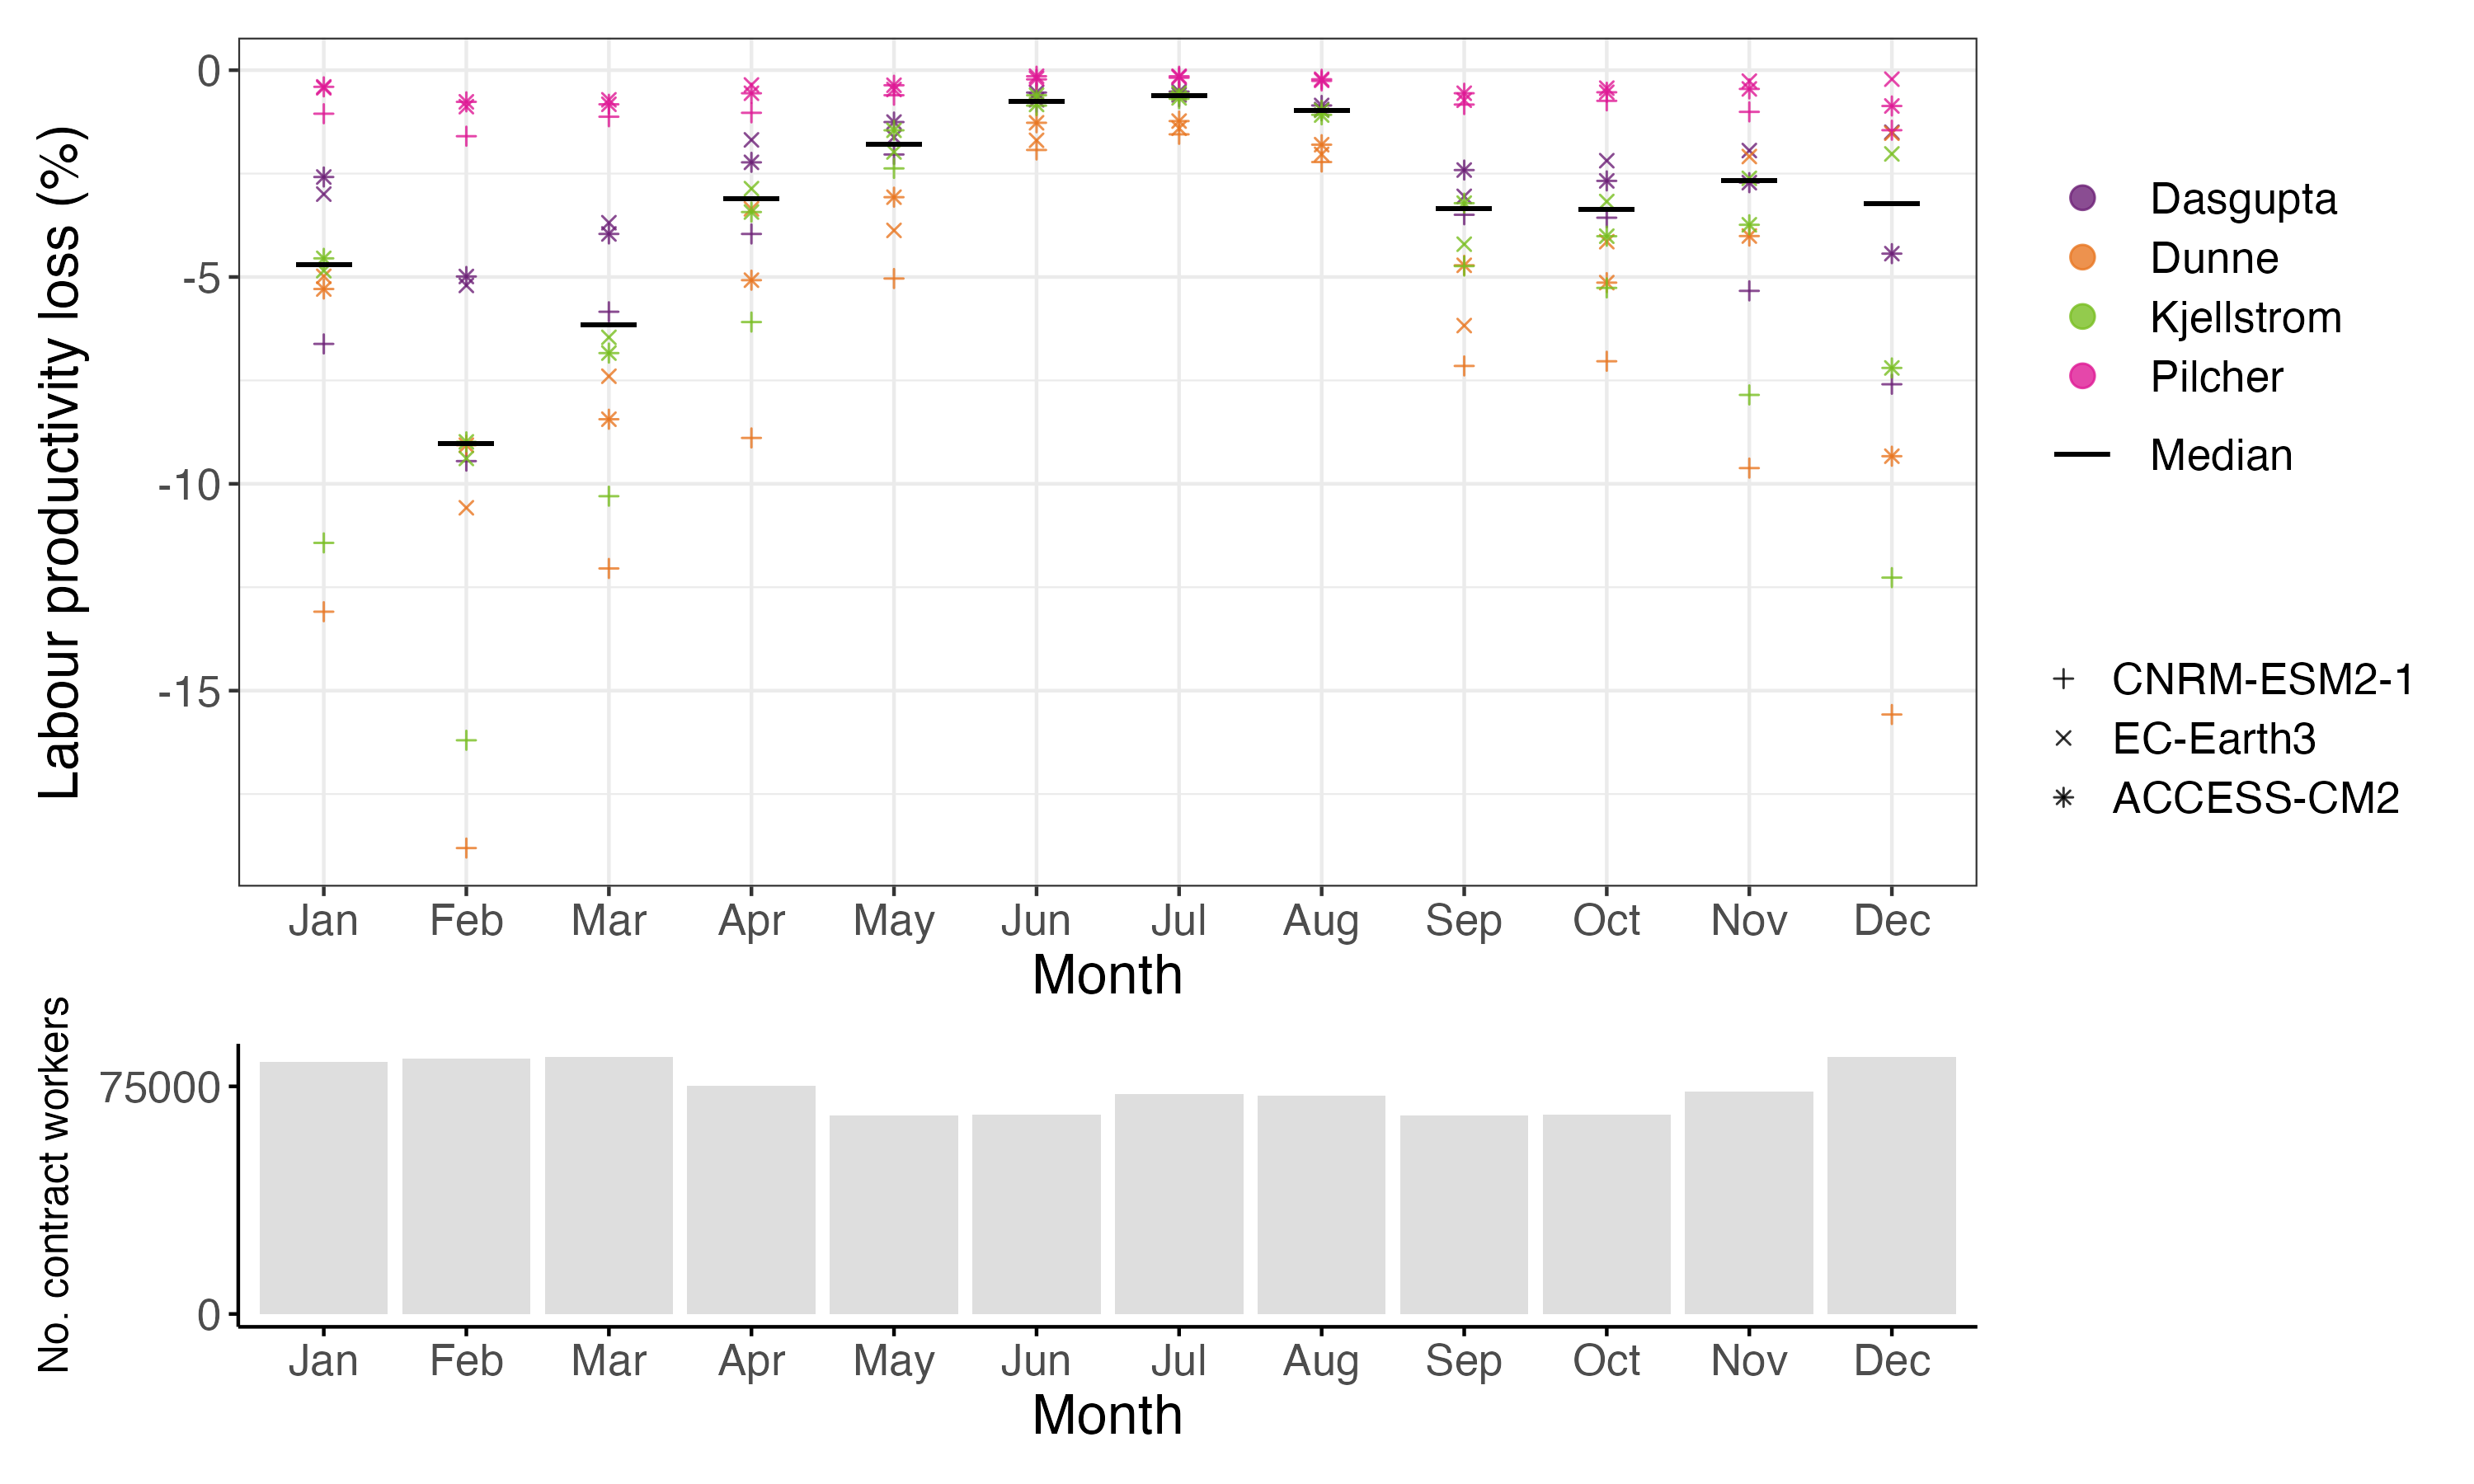 Labour productivity loss (%)
0
-5
-10
-15
Jan Feb Mar Apr May Jun Jul Aug Sep Oct Nov Dec
Month
Dasgupta
Dunne
Kjellstrom
Pilcher
Median
CNRM-ESM2-1
EC-Earth3
ACCESS-CM2
No. contract workers
75000
0
Jan Feb Mar Apr May Jun Jul Aug Sep Oct Nov Dec
Month